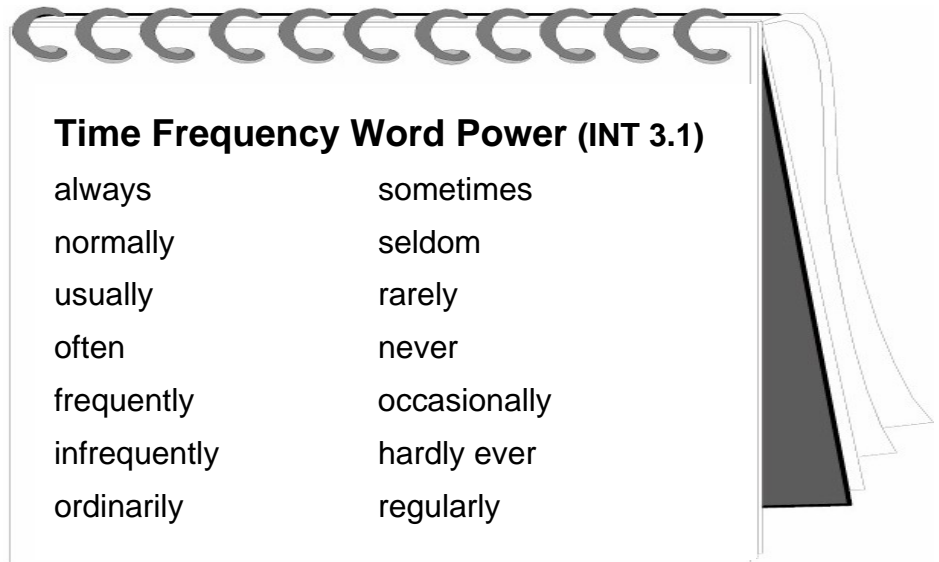 Time Frequency Word Power (INT 3.1)
always sometimes
normally seldom
usually rarely
often never
frequently occasionally
infrequently hardly ever
ordinarily regularly